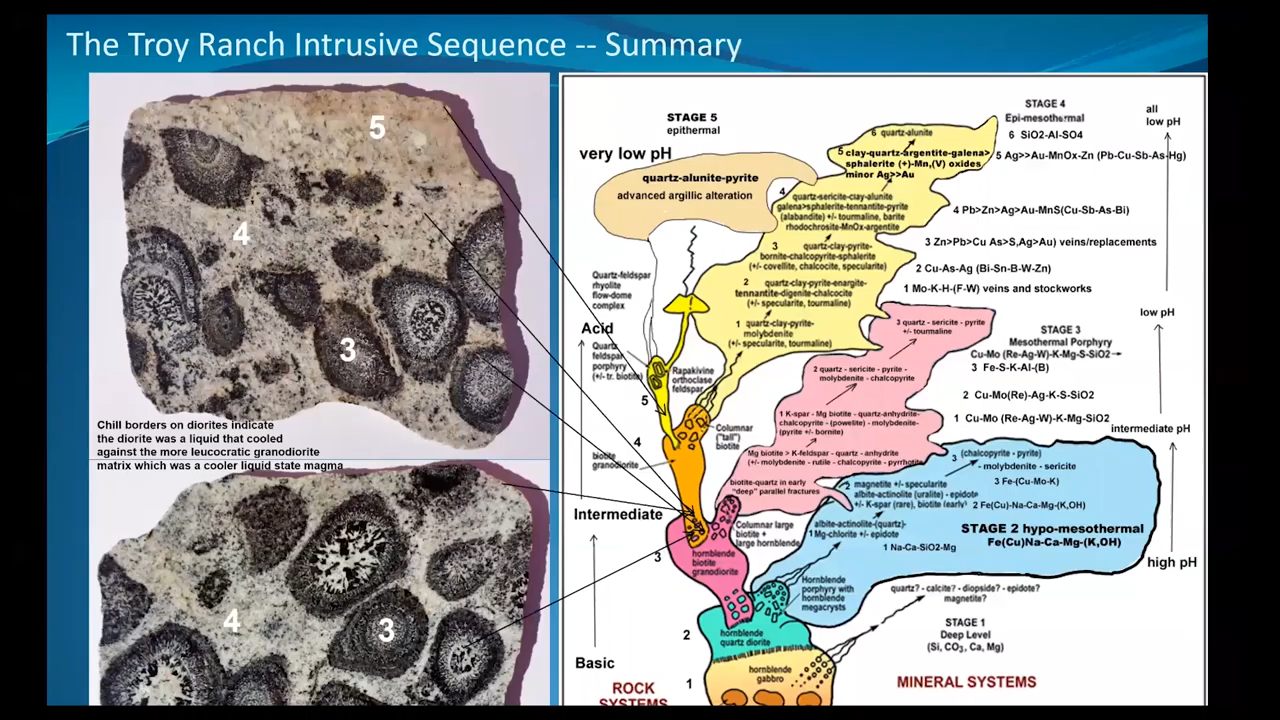 The Troy Ranch Intrusive Sequence -- Summary
5
4
3
Chill borders on diorites indicate
the diorite was a liquid that cooled
against the more leucocratic granodiorite
matrix which was a cooler liquid state magma
4
3
STAGE 5
epithermal
very low pH
quartz-alunite-pyrite
advanced argillic alteration
STAGE 4
Epi-mesothermal
all
low pH
6 quartz-alunite
6 SiO2-Al-SO4
5 clay-quartz-argentite-galena>
sphalerite (+)-Mn,(V) oxides
minor Ag>>Au
5 Ag>>Au-MnOx-Zn (Pb-Cu-Sb-As-Hg)
4
quartz-sericite-clay-alunite
galena>sphalerite-tennantite-pyrite
(alabandite) +/- tourmaline, barite
rhodochrosite-MnOx-argentite
4 Pb>Zn>Ag>Au-MnS(Cu-Sb-As-Bi)
3
quartz-clay-pyrite-
bornite-chalcopyrite-sphalerite
(+/- covellite, chalcocite, specularite)
3 Zn>Pb>Cu As>S,Ag>Au) veins/replacements
2 quartz-clay-pyrite-enargite-
tennantite-digenite-chalcocite
(+/- specularite, tourmaline)
2 Cu-As-Ag (Bi-Sn-B-W-Zn)
1 Mo-K-H-(F-W) veins and stockworks
1 quartz-clay-pyrite-
molybdenite
(+/- specularite, tourmaline)
Quartz-feldspar
rhyolite
flow-dome
complex
Acid
Quartz
feldspar
porphyry
(+/- tr. biotite)
Rapakivine
orthoclase
feldspar
5
Columnar
("tall")
biotite
4
biotite
granodiorite
low pH
3 quartz - sericite - pyrite
+/- tourmaline
STAGE 3
Mesothermal Porphyry
Cu-Mo (Re-Ag-W)-K-Mg-S-SiO2
3 Fe-S-K-Al-(B)
2 quartz - sericite - pyrite -
molybdenite - chalcopyrite
2 Cu-Mo(Re)-Ag-K-S-SiO2
1 K-spar - Mg biotite - quartz-anhydrite-
chalcopyrite - (powelite) - molybdenite-
(pyrite +/- bornite)
1 Cu-Mo (Re-Ag-W)-K-Mg-SiO2
intermediate pH
Mg biotite > K-feldspar - quartz - anhydrite
(+/- molybdenite - rutile - chalcopyrite - pyrrhotite
biotite-quartz in early
"deep" parallel fractures
3 (chalcopyrite - pyrite)
- molybdenite - sericite
3 Fe-(Cu-Mo-K)
2 magnetite +/- specularite
albite-actinolite (uralite) - epidote
+/- K-spar (rare), biotite (early)
2 Fe(Cu)-Na-Ca-Mg-(K,OH)
STAGE 2 hypo-mesothermal
Fe(Cu)Na-Ca-Mg-(K,OH)
albite-actinolite-(quartz)-
1 Mg-chlorite +/- epidote
1 Na-Ca-SiO2-Mg
high pH
Intermediate
Columnar large
biotite +
large hornblende
3
hornblende
biotite
granodiorite
Hornblende
porphyry with
hornblende
megacrysts
quartz? - calcite? - diopside? - epidote?
magnetite?
STAGE 1
Deep Level
(Si, CO3, Ca, Mg)
2
hornblende
quartz diorite
Basic
1
hornblende
gabbro
ROCK
SYSTEMS
MINERAL SYSTEMS